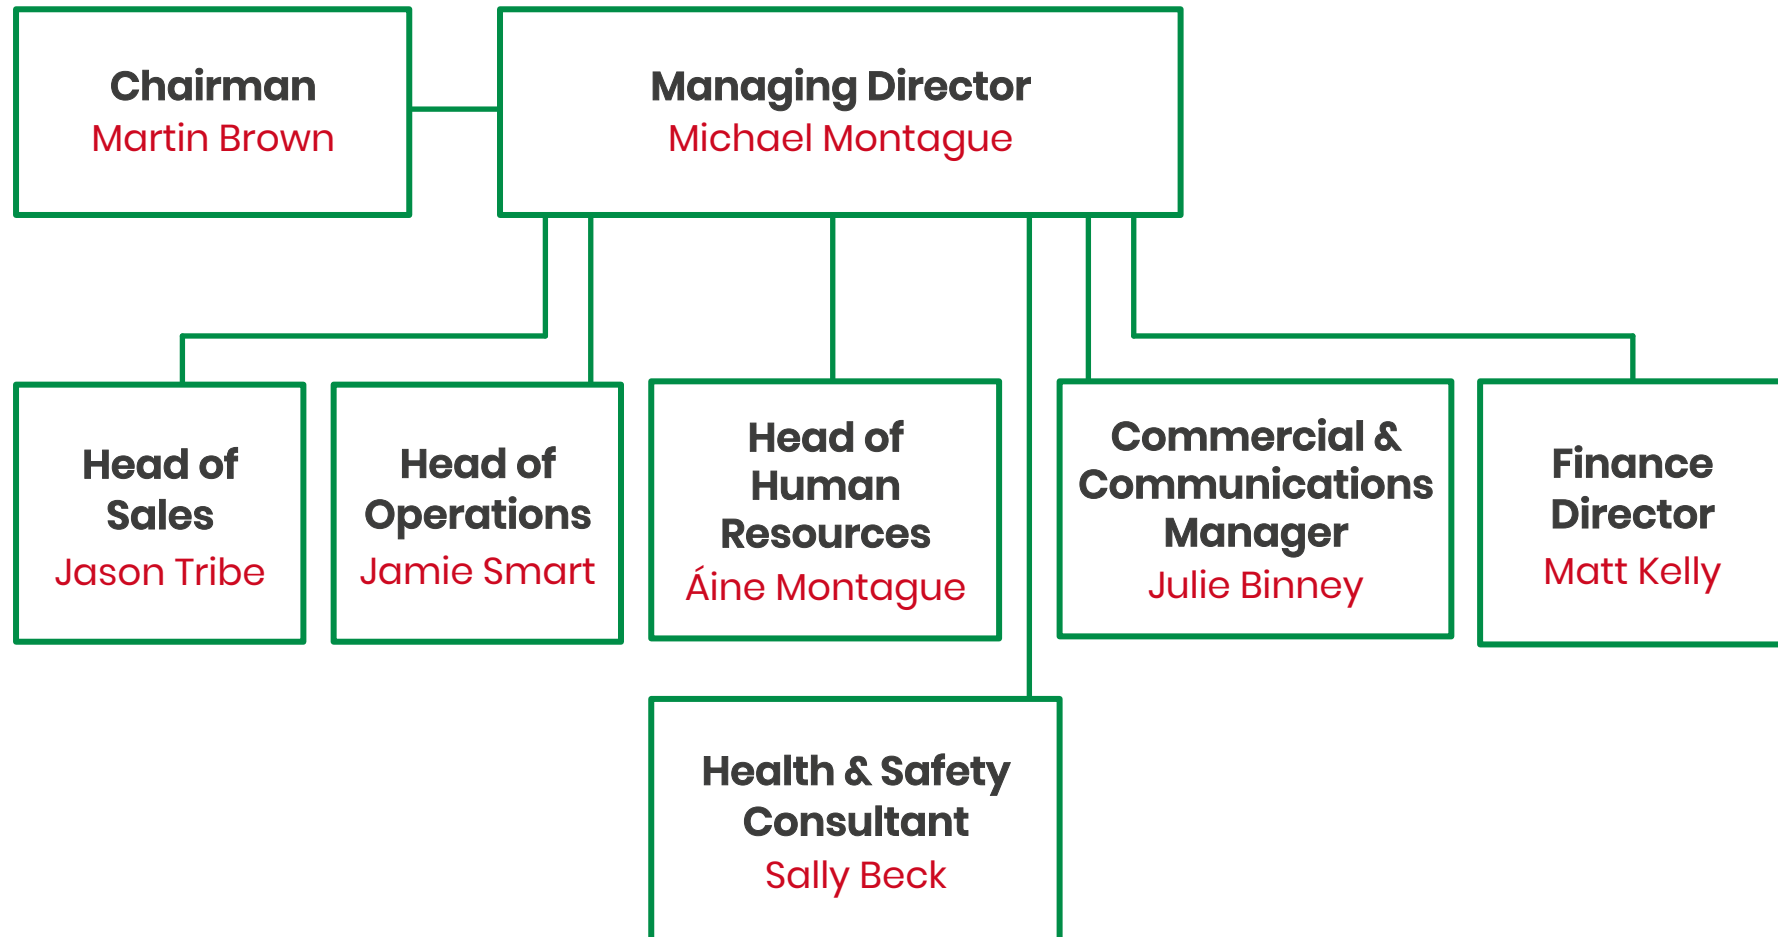 Chairman
Martin Brown
Managing Director
Michael Montague
Head of
Sales
Jason Tribe
Head of
Operations
Jamie Smart
Head of
Human
Resources
Áine Montague
Commercial &
Communications
Manager
Julie Binney
Finance
Director
Matt Kelly
Health & Safety
Consultant
Sally Beck